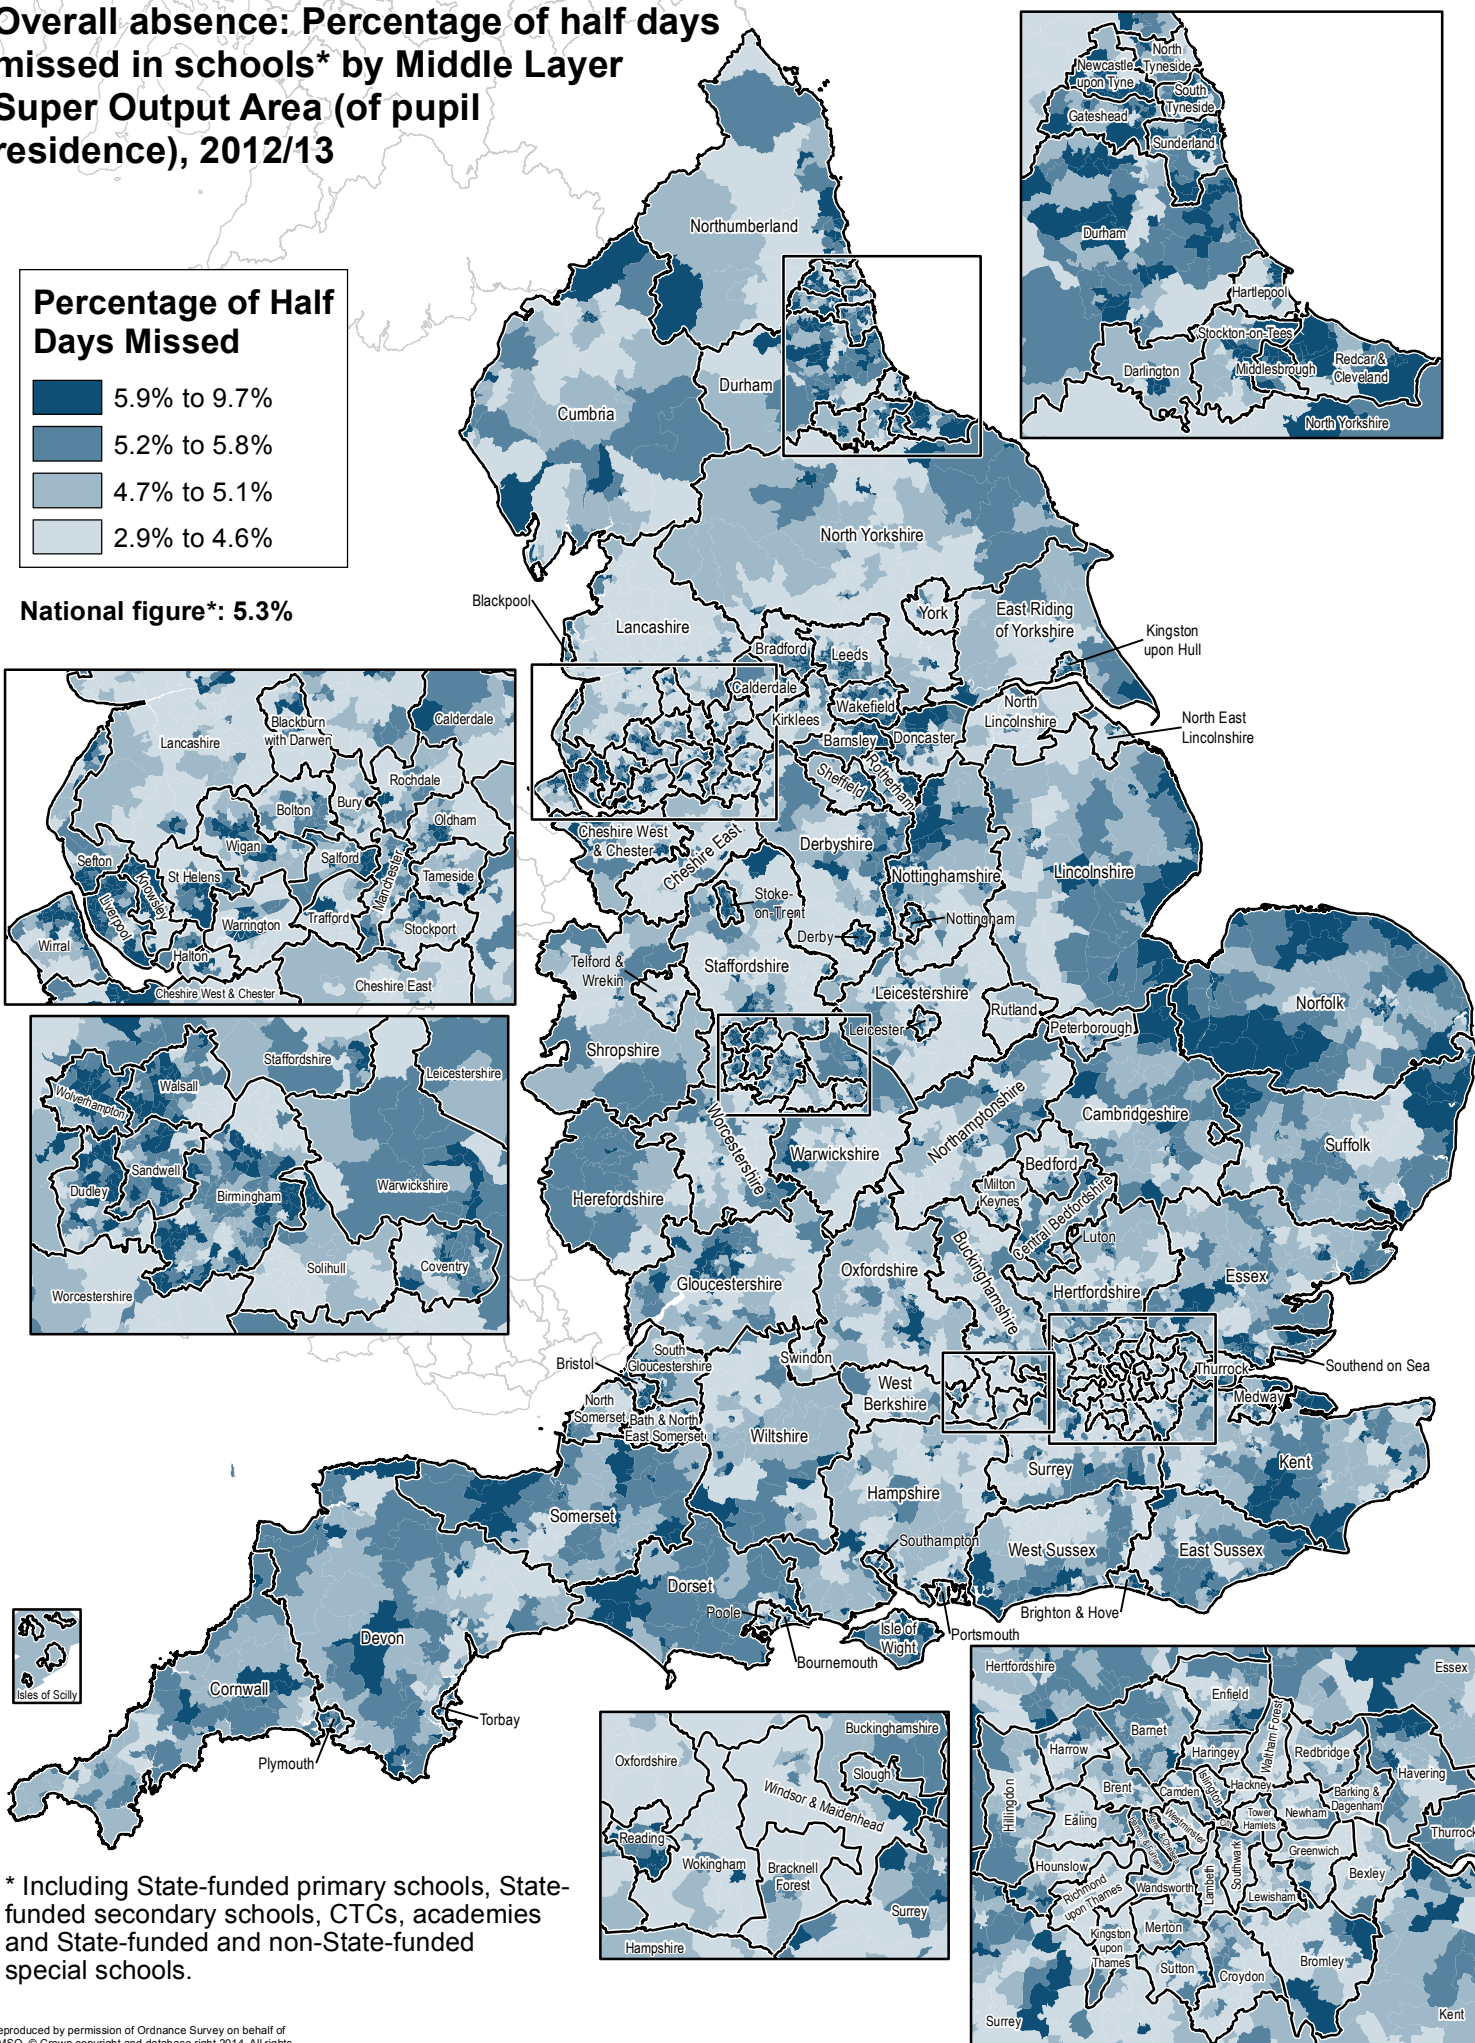 Overall absence: Percentage of half days
missed in schools* by Middle Layer
Super Output Area (of pupil
residence), 2012/13
Percentage of Half
Days Missed
5.9% to 9.7%
5.2% to 5.8%
4.7% to 5.1%
2.9% to 4.6%
National figure*: 5.3%
Northumberland
Durham
Cumbria
North Yorkshire
Blackpool
Lancashire
York
East Riding
of Yorkshire
Kingston
upon Hull
Bradford
Leeds
Calderdale
Wakefield
Kirklees
North
Lincolnshire
North East
Lincolnshire
Barnsley
Doncaster
Sheffield
Rotherham
Cheshire West
& Chester
Cheshire East
Derbyshire
Nottinghamshire
Lincolnshire
Stoke-
on-Trent
Nottingham
Derby
Telford &
Wrekin
Staffordshire
Leicestershire
Rutland
Leicester
Peterborough
Norfolk
Shropshire
Worcestershire
Warwickshire
Northamptonshire
Cambridgeshire
Suffolk
Herefordshire
Bedford
Milton
Keynes
Central Bedfordshire
Luton
Buckinghamshire
Gloucestershire
Oxfordshire
Hertfordshire
Essex
Bristol
South
Gloucestershire
Swindon
Thurrock
Southend on Sea
North
Somerset
Bath & North
East Somerset
West
Berkshire
Medway
Wiltshire
Surrey
Kent
Hampshire
Somerset
Southampton
West Sussex
East Sussex
Dorset
Poole
Brighton & Hove
Isle of
Wight
Portsmouth
Bournemouth
Devon
Cornwall
Torbay
Plymouth
Isles of Scilly
North
Tyneside
Newcastle
upon Tyne
South
Tyneside
Gateshead
Sunderland
Durham
Hartlepool
Stockton-on-Tees
Darlington
Middlesbrough
Redcar &
Cleveland
North Yorkshire
Blackburn
with Darwen
Calderdale
Lancashire
Rochdale
Bury
Bolton
Oldham
Wigan
Salford
Sefton
St Helens
Knowsley
Manchester
Tameside
Liverpool
Trafford
Warrington
Stockport
Wirral
Halton
Cheshire West & Chester
Cheshire East
Staffordshire
Leicestershire
Walsall
Wolverhampton
Sandwell
Dudley
Birmingham
Warwickshire
Solihull
Coventry
Worcestershire
Buckinghamshire
Oxfordshire
Slough
Windsor & Maidenhead
Reading
Wokingham
Bracknell
Forest
Surrey
Hampshire
Hertfordshire
Essex
Enfield
Barnet
Waltham Forest
Harrow
Haringey
Redbridge
Havering
Hillingdon
Brent
Camden
Islington
Hackney
Barking &
Dagenham
Ealing
Westminster
City
Tower
Hamlets
Newham
Thurrock
Hounslow
Greenwich
Bexley
Richmond
upon Thames
Wandsworth
Lambeth
Southwark
Lewisham
Merton
Kingston
upon
Thames
Sutton
Croydon
Bromley
Surrey
Kent
* Including State-funded primary schools, State-
funded secondary schools, CTCs, academies
and State-funded and non-State-funded
special schools.
eproduced by permission of Ordnance Survey on behalf of